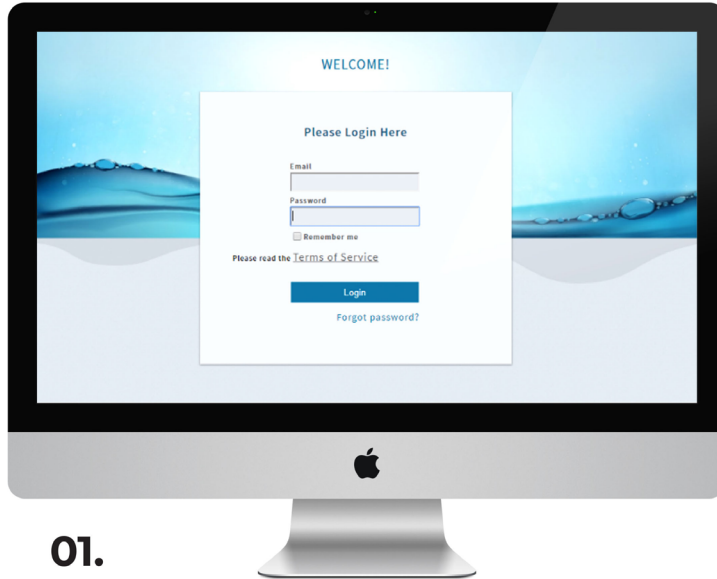 WELCOME!
Please Login Here
Email
Password
Remember me
Please read the Terms of Service
Login
Forgot password?
01.